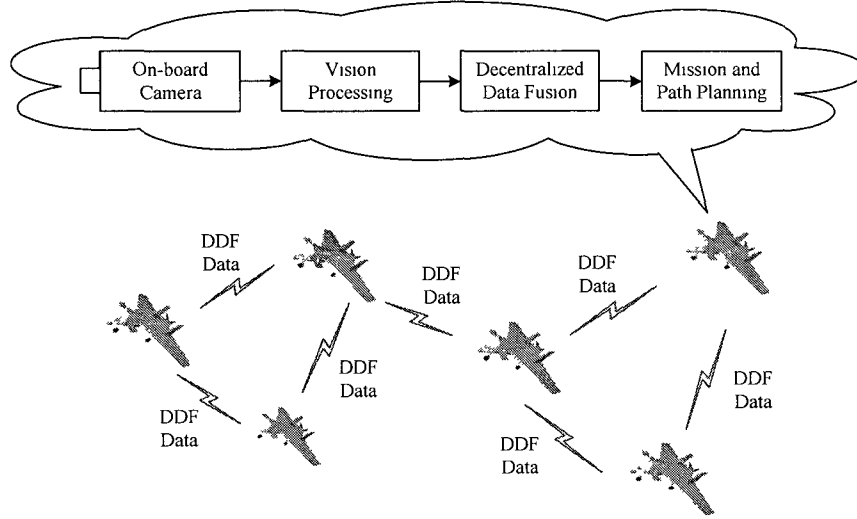 On-board
Camera
Vision
Processing
Decentralized
Data Fusion
Mission and
Path Planning
DDF
Data
DDF
Data
DDF
Data
DDF
Data
DDF
Data
DDF
Data
DDF
Data